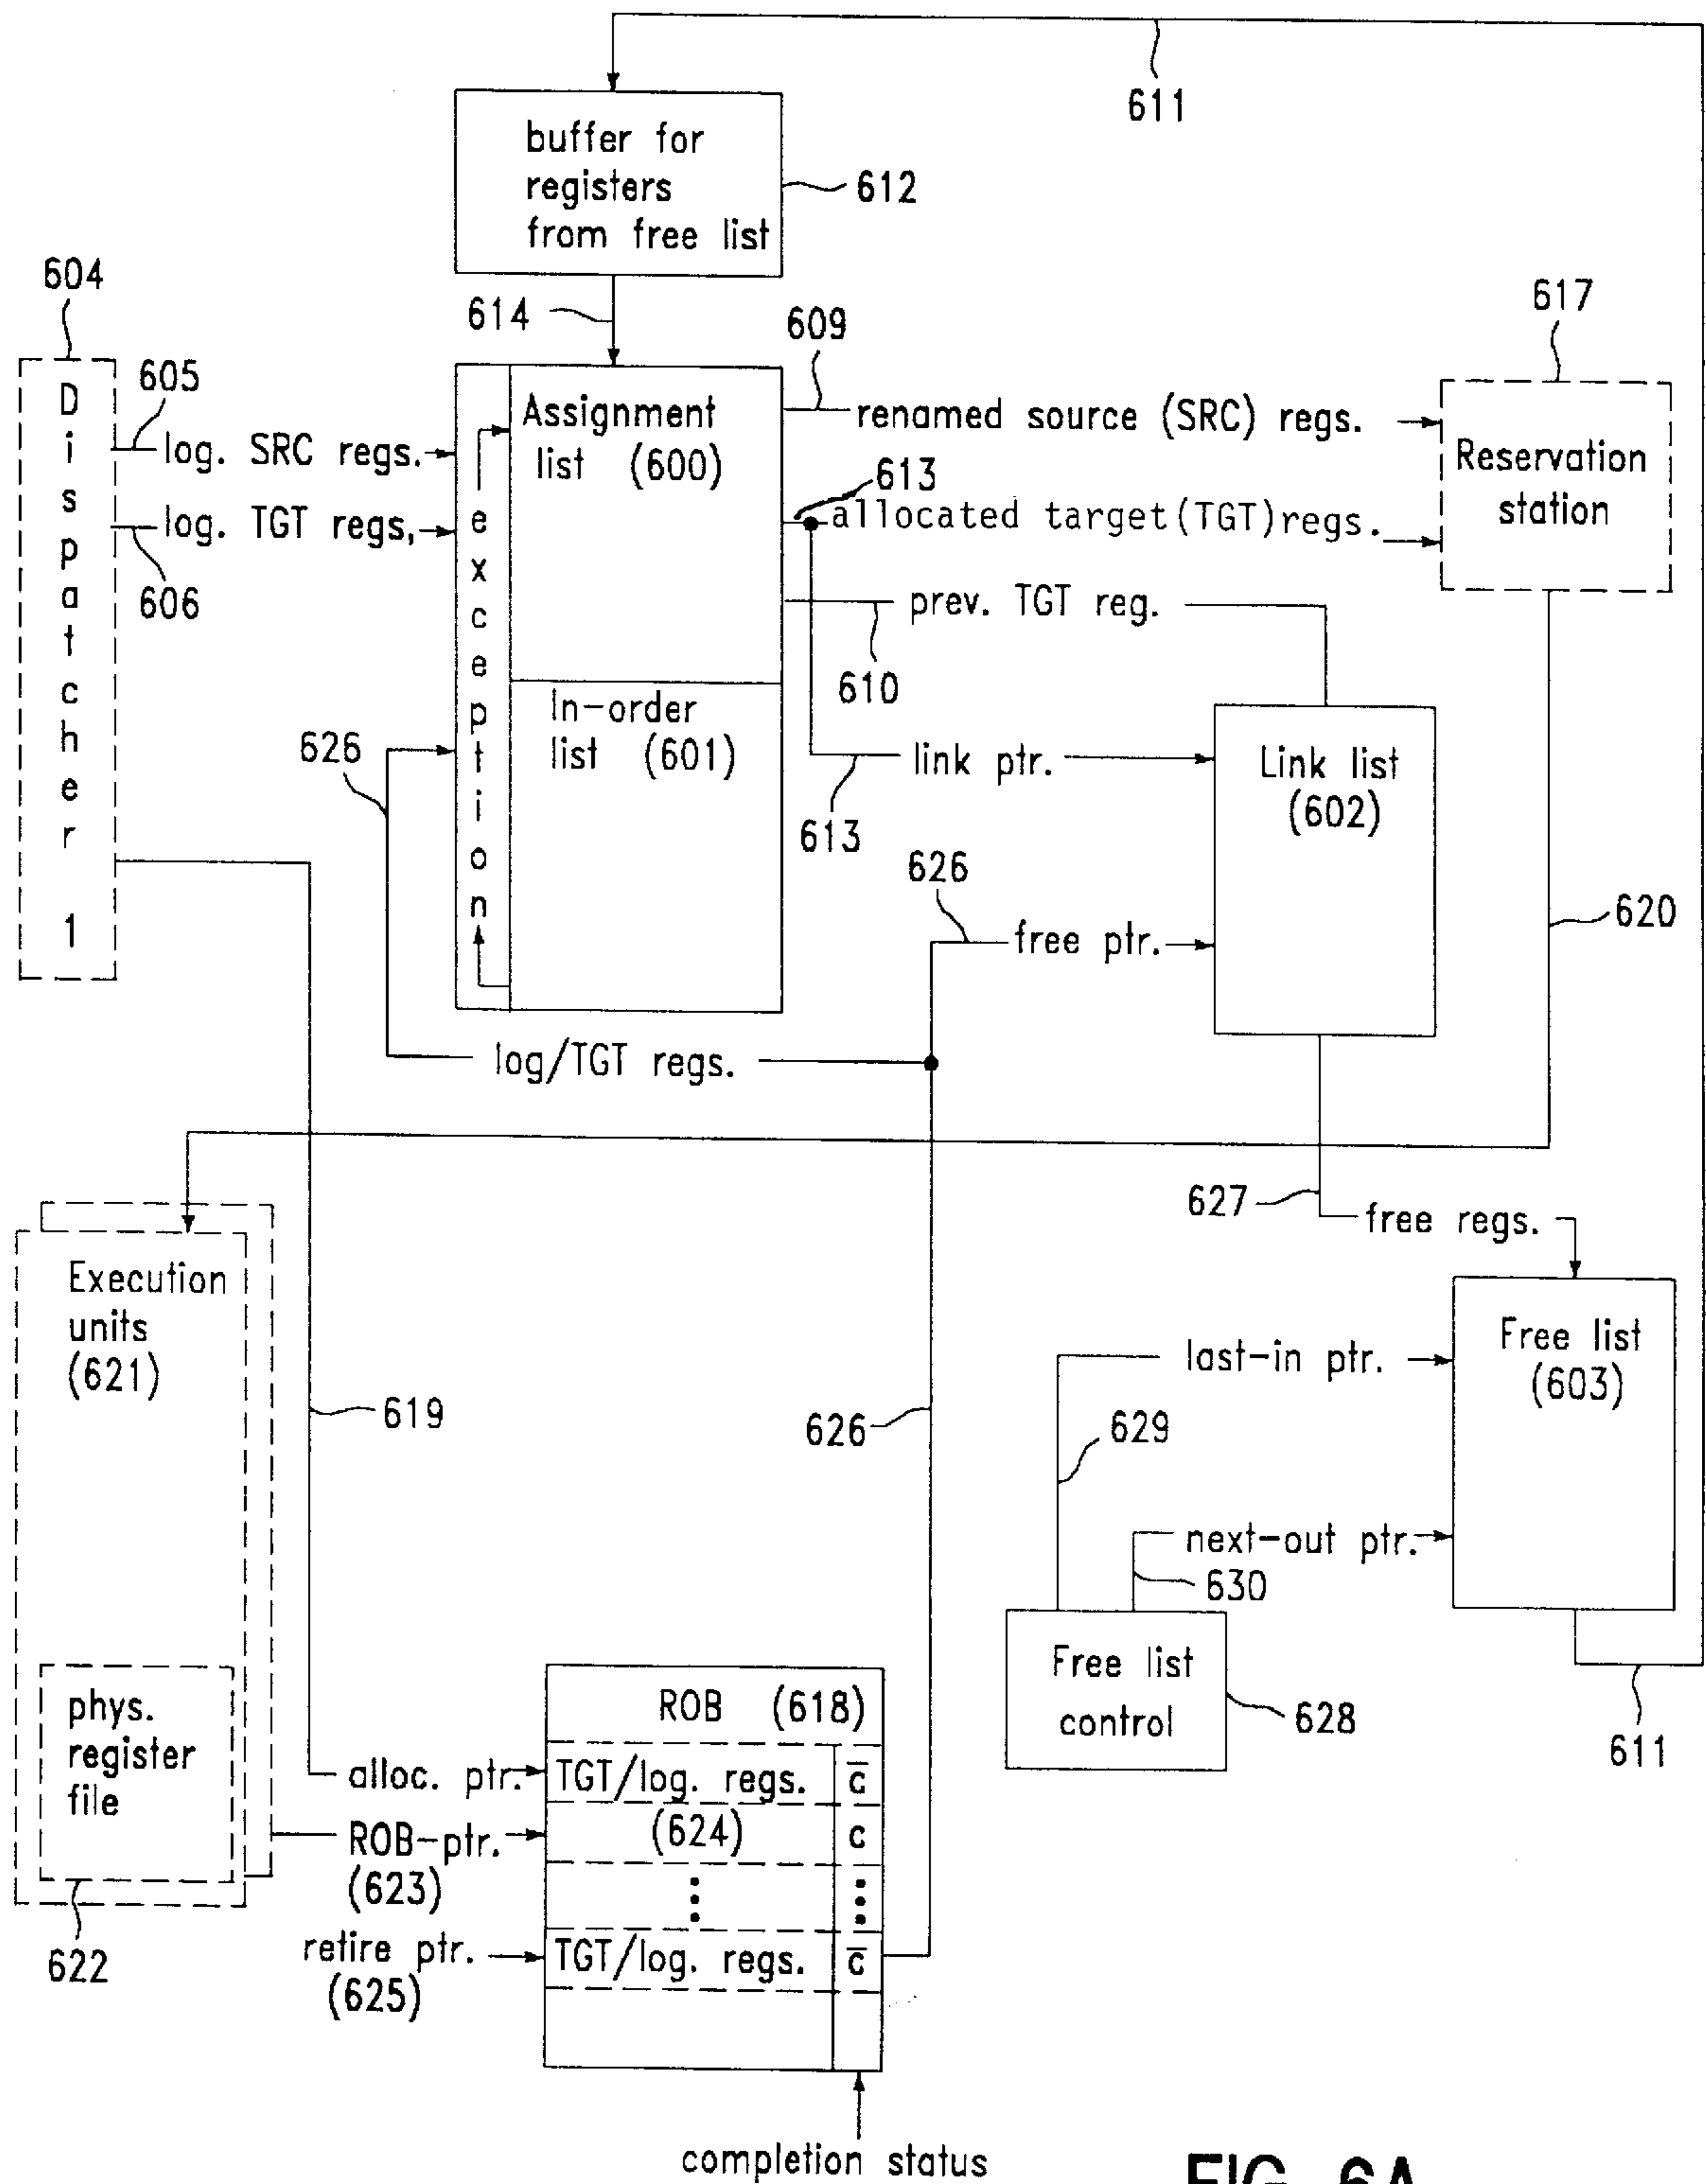 611
buffer for
registers
from free list
612
604
614
609
617
605
D
i
s
p
a
t
c
h
e
r
1
log. SRC regs.
log. TGT regs,
606
e
x
c
e
p
t
i
o
n
Assignment
list (600)
renamed source (SRC) regs.
613
allocated target(TGT)regs.
Reservation
station
prev. TGT reg.
610
In-order
list (601)
626
link ptr.
613
Link list
(602)
626
free ptr.
620
log/TGT regs.
627
free regs.
Execution
units
(621)
619
626
last-in ptr.
Free list
(603)
629
next-out ptr.
630
Free list
control
628
611
phys.
register
file
622
ROB (618)
alloc. ptr.
TGT/log. regs.
c̅
ROB-ptr.
(623)
(624)
c
retire ptr.
(625)
TGT/log. regs.
c̅
completion status
FIG. 6A